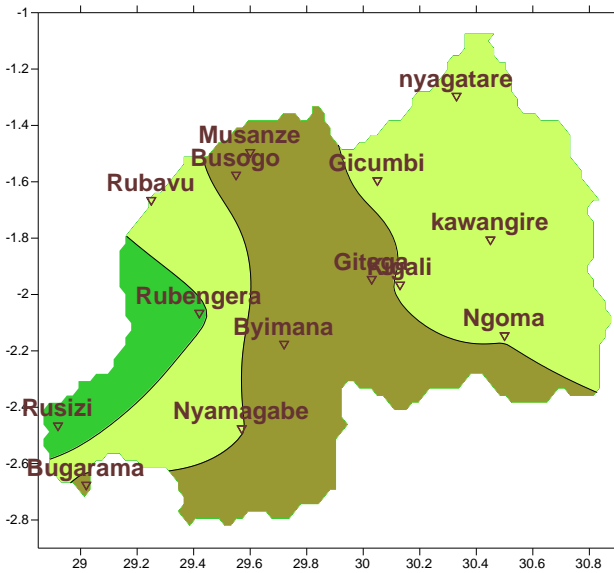 -1
-1.2
-1.4
-1.6
-1.8
-2
-2.2
-2.4
-2.6
-2.8
nyagatare
Musanze
Busogo
Gicumbi
Rubavu
kawangire
Gitega
Kigali
Rubengera
Ngoma
Byimana
Rusizi
Nyamagabe
Bugarama
29 29.2 29.4 29.6 29.8 30 30.2 30.4 30.6 30.8